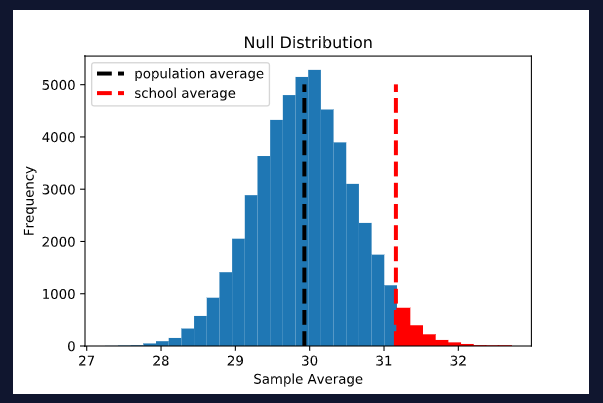 Null Distribution
population average
school average
5000
4000
3000
2000
1000
0
Frequency
27 28 29 30 31 32
Sample Average